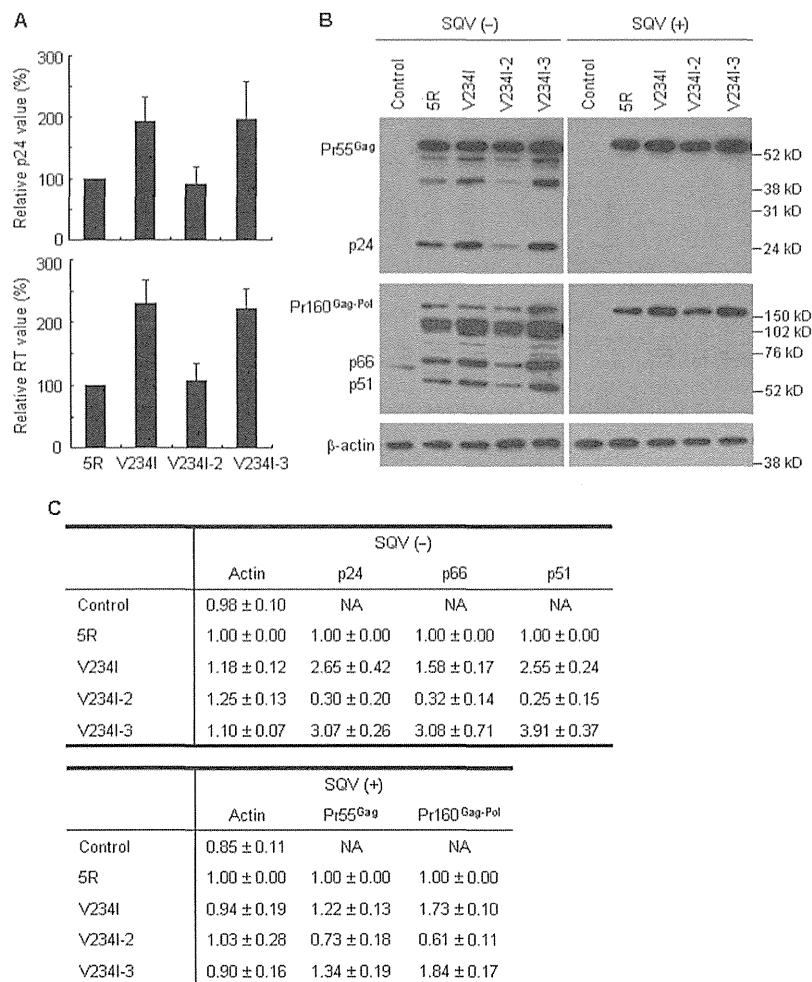 A
Relative p24 value (%)
300
200
100
0
Relative RT value (%)
300
200
100
0
5R V234I V234I-2 V234I-3
B
SQV (−) SQV (+)
Control 5R V234I V234I-2 V234I-3 Control 5R V234I V234I-2 V234I-3
Pr55Gag
p24
52 kD
38 kD
31 kD
24 kD
Pr160Gag-Pol
p66
p51
150 kD
102 kD
76 kD
52 kD
β-actin
38 kD
C
SQV (−)
Actin p24 p66 p51
Control 0.98 ± 0.10 NA NA NA
5R 1.00 ± 0.00 1.00 ± 0.00 1.00 ± 0.00 1.00 ± 0.00
V234I 1.18 ± 0.12 2.65 ± 0.42 1.58 ± 0.17 2.55 ± 0.24
V234I-2 1.25 ± 0.13 0.30 ± 0.20 0.32 ± 0.14 0.25 ± 0.15
V234I-3 1.10 ± 0.07 3.07 ± 0.26 3.08 ± 0.71 3.91 ± 0.37
SQV (+)
Actin Pr55Gag Pr160Gag-Pol
Control 0.85 ± 0.11 NA NA
5R 1.00 ± 0.00 1.00 ± 0.00 1.00 ± 0.00
V234I 0.94 ± 0.19 1.22 ± 0.13 1.73 ± 0.10
V234I-2 1.03 ± 0.28 0.73 ± 0.18 0.61 ± 0.11
V234I-3 0.90 ± 0.16 1.34 ± 0.19 1.84 ± 0.17